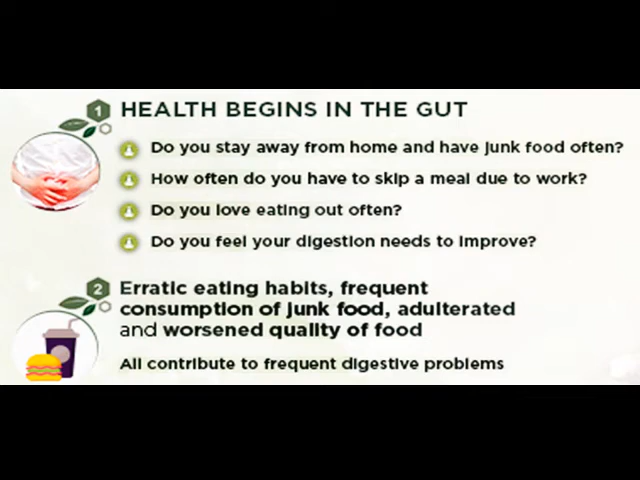 1 HEALTH BEGINS IN THE GUT
Do you stay away from home and have junk food often?
How often do you have to skip a meal due to work?
Do you love eating out often?
Do you feel your digestion needs to improve?
2 Erratic eating habits, frequent
consumption of junk food, adulterated
and worsened quality of food
All contribute to frequent digestive problems